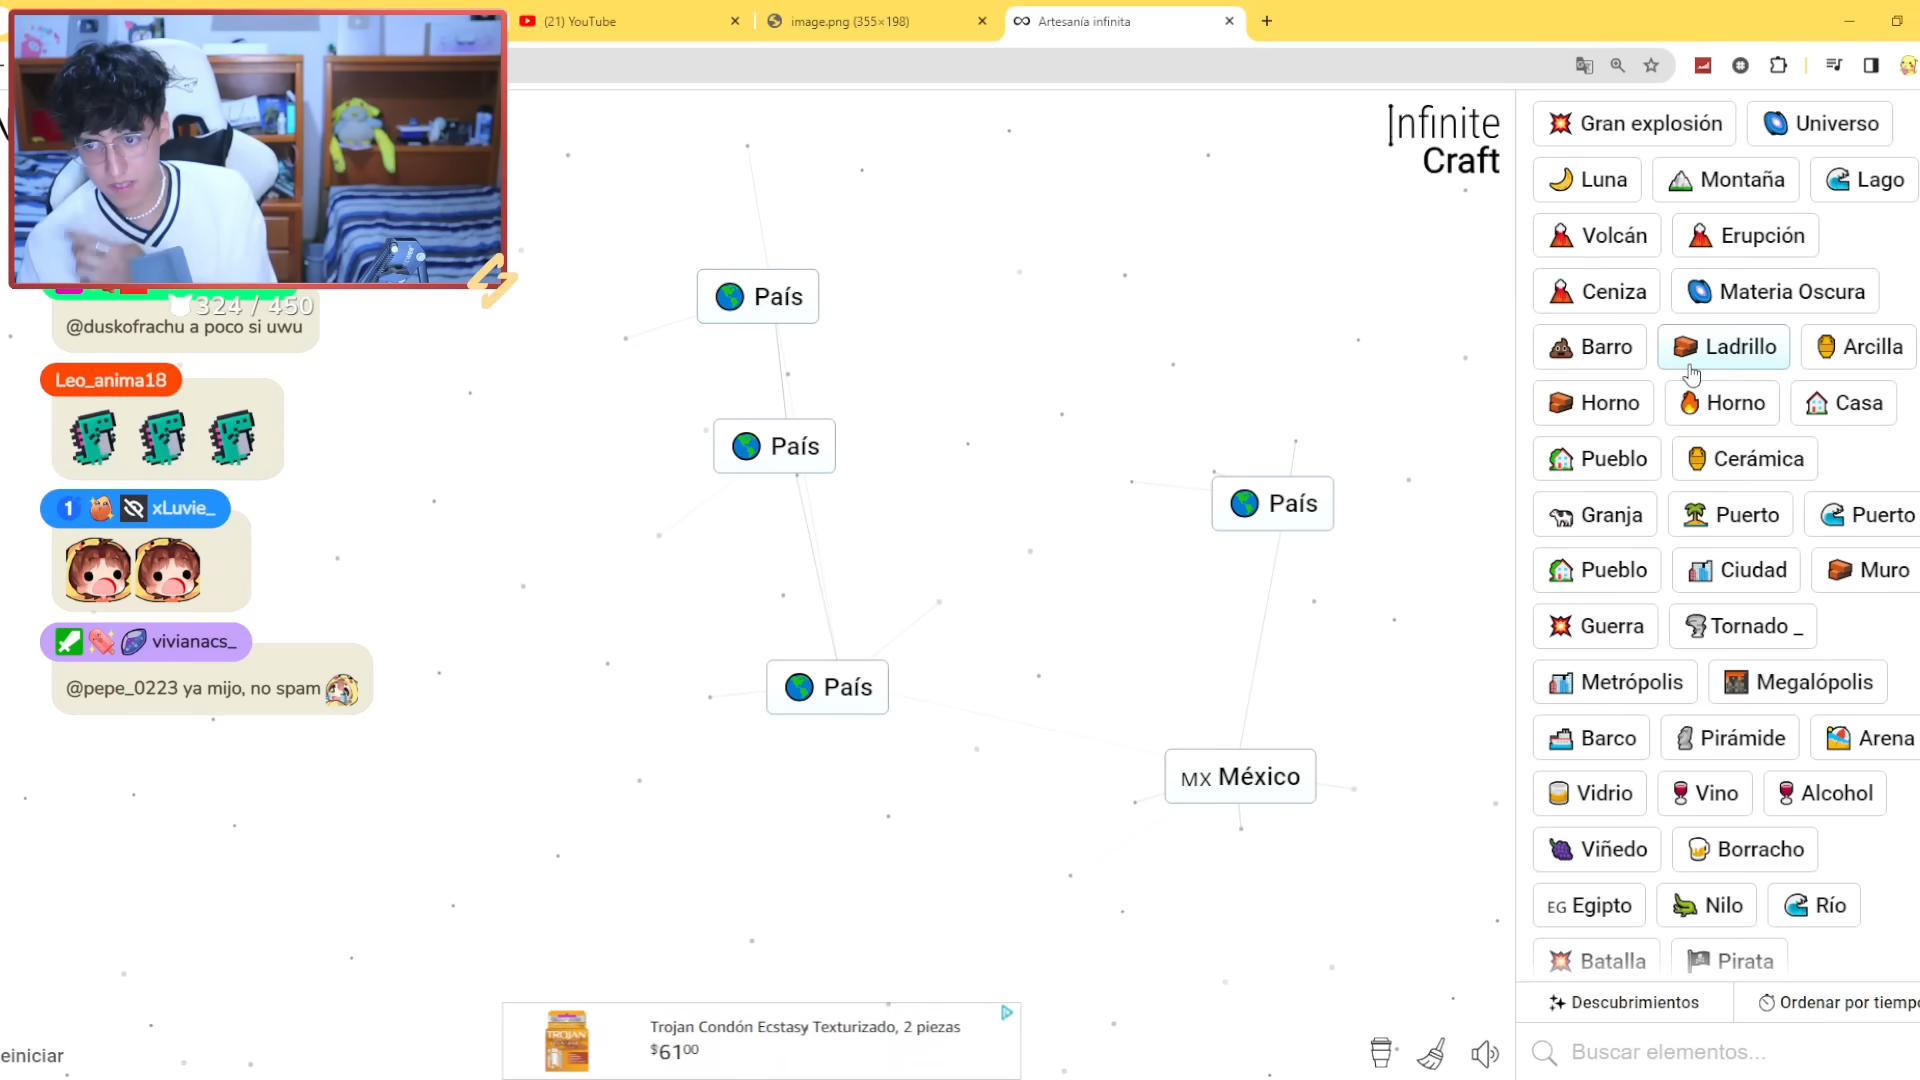 (21) YouTube
image.png (355×198)
Artesanía infinita
324 / 450
@duskofrachu a poco si uwu
Leo_anima18
1 xLuvie_
vivianacs_
@pepe_0223 ya mijo, no spam
País
País
País
País
MX México
Infinite
Craft
Gran explosión
Universo
Luna
Montaña
Lago
Volcán
Erupción
Ceniza
Materia Oscura
Barro
Ladrillo
Arcilla
Horno
Horno
Casa
Pueblo
Cerámica
Granja
Puerto
Puerto
Pueblo
Ciudad
Muro
Guerra
Tornado _
Metrópolis
Megalópolis
Barco
Pirámide
Arena
Vidrio
Vino
Alcohol
Viñedo
Borracho
EG Egipto
Nilo
Río
Batalla
Pirata
Descubrimientos
Ordenar por tiempo
Buscar elementos...
einiciar
TROJAN
Trojan Condón Ecstasy Texturizado, 2 piezas
$6100